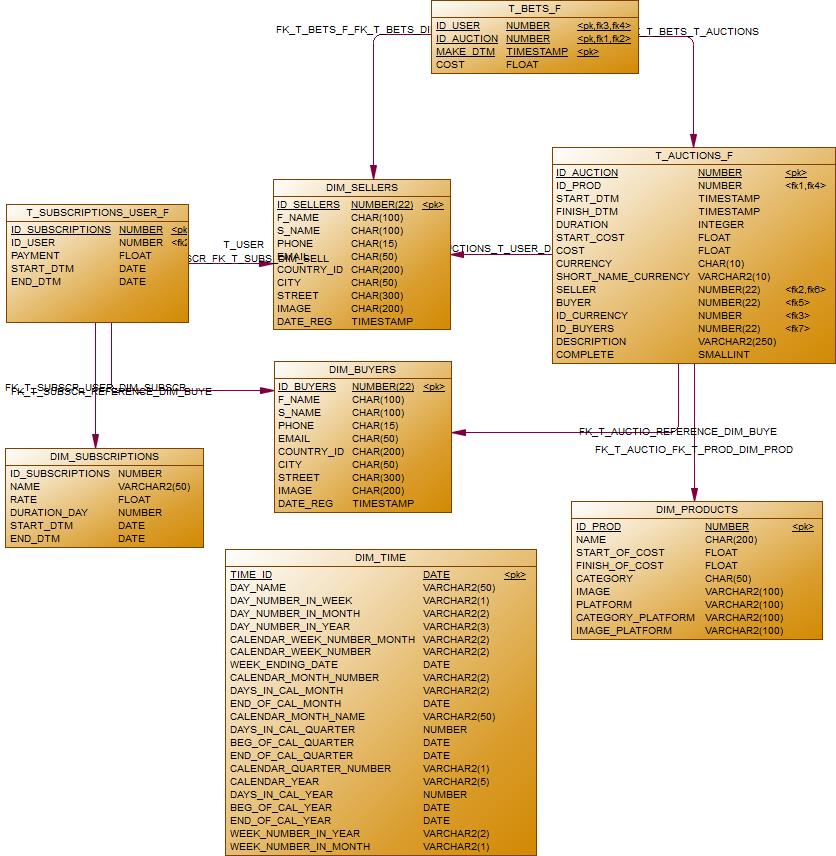 T_BETS_F
ID_USER NUMBER <pk,fk3,fk4>
ID_AUCTION NUMBER <pk,fk1,fk2>
MAKE_DTM TIMESTAMP <pk>
COST FLOAT
FK_T_BETS_F_FK_T_BETS_DI
T_BETS_T_AUCTIONS
T_AUCTIONS_F
ID_AUCTION NUMBER <pk>
ID_PROD NUMBER <fk1,fk4>
START_DTM TIMESTAMP
FINISH_DTM TIMESTAMP
DURATION INTEGER
START_COST FLOAT
COST FLOAT
CURRENCY CHAR(10)
SHORT_NAME_CURRENCY VARCHAR2(10)
SELLER NUMBER(22) <fk2,fk6>
BUYER NUMBER(22) <fk5>
ID_CURRENCY NUMBER <fk3>
ID_BUYERS NUMBER(22) <fk7>
DESCRIPTION VARCHAR2(250)
COMPLETE SMALLINT
DIM_SELLERS
ID_SELLERS NUMBER(22) <pk>
F_NAME CHAR(100)
S_NAME CHAR(100)
PHONE CHAR(15)
EMAIL CHAR(50)
COUNTRY_ID CHAR(200)
CITY CHAR(50)
STREET CHAR(300)
IMAGE CHAR(200)
DATE_REG TIMESTAMP
T_SUBSCRIPTIONS_USER_F
ID_SUBSCRIPTIONS NUMBER <pk
ID_USER NUMBER <fk2
PAYMENT FLOAT
START_DTM DATE
END_DTM DATE
T_USER
SCR_FK_T_SUBS_DIM_SELL
CTIONS_T_USER_D
DIM_BUYERS
ID_BUYERS NUMBER(22) <pk>
F_NAME CHAR(100)
S_NAME CHAR(100)
PHONE CHAR(15)
EMAIL CHAR(50)
COUNTRY_ID CHAR(200)
CITY CHAR(50)
STREET CHAR(300)
IMAGE CHAR(200)
DATE_REG TIMESTAMP
FK_T_SUBSCR_USER_DIM_SUBSCR
FK_T_SUBSCR_REFERENCE_DIM_BUYE
FK_T_AUCTIO_REFERENCE_DIM_BUYE
FK_T_AUCTIO_FK_T_PROD_DIM_PROD
DIM_SUBSCRIPTIONS
ID_SUBSCRIPTIONS NUMBER
NAME VARCHAR2(50)
RATE FLOAT
DURATION_DAY NUMBER
START_DTM DATE
END_DTM DATE
DIM_PRODUCTS
ID_PROD NUMBER <pk>
NAME CHAR(200)
START_OF_COST FLOAT
FINISH_OF_COST FLOAT
CATEGORY CHAR(50)
IMAGE VARCHAR2(100)
PLATFORM VARCHAR2(100)
CATEGORY_PLATFORM VARCHAR2(100)
IMAGE_PLATFORM VARCHAR2(100)
DIM_TIME
TIME_ID DATE <pk>
DAY_NAME VARCHAR2(50)
DAY_NUMBER_IN_WEEK VARCHAR2(1)
DAY_NUMBER_IN_MONTH VARCHAR2(2)
DAY_NUMBER_IN_YEAR VARCHAR2(3)
CALENDAR_WEEK_NUMBER_MONTH VARCHAR2(2)
CALENDAR_WEEK_NUMBER VARCHAR2(2)
WEEK_ENDING_DATE DATE
CALENDAR_MONTH_NUMBER VARCHAR2(2)
DAYS_IN_CAL_MONTH VARCHAR2(2)
END_OF_CAL_MONTH DATE
CALENDAR_MONTH_NAME VARCHAR2(50)
DAYS_IN_CAL_QUARTER NUMBER
BEG_OF_CAL_QUARTER DATE
END_OF_CAL_QUARTER DATE
CALENDAR_QUARTER_NUMBER VARCHAR2(1)
CALENDAR_YEAR VARCHAR2(5)
DAYS_IN_CAL_YEAR NUMBER
BEG_OF_CAL_YEAR DATE
END_OF_CAL_YEAR DATE
WEEK_NUMBER_IN_YEAR VARCHAR2(2)
WEEK_NUMBER_IN_MONTH VARCHAR2(1)